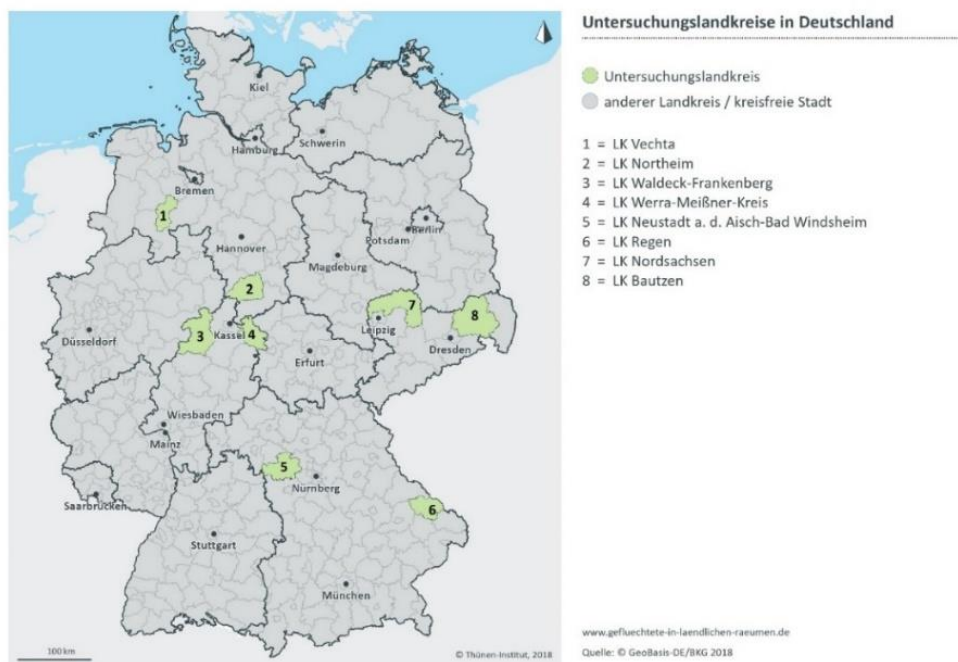 Untersuchungslandkreise in Deutschland
Untersuchungslandkreis
anderer Landkreis / kreisfreie Stadt
1 = LK Vechta
2 = LK Northeim
3 = LK Waldeck-Frankenberg
4 = LK Werra-Meißner-Kreis
5 = LK Neustadt a. d. Aisch-Bad Windsheim
6 = LK Regen
7 = LK Nordsachsen
8 = LK Bautzen
Kiel
Hamburg
Schwerin
Bremen
1
Berlin
Potsdam
Hannover
Magdeburg
2
7
8
Leipzig
Kassel
3
4
Düsseldorf
Dresden
Erfurt
Wiesbaden
Mainz
5
Nürnberg
Saarbrücken
6
Stuttgart
München
100 km
© Thünen-Institut, 2018
www.gefluechtete-in-laendlichen-raeumen.de
Quelle: © GeoBasis-DE/BKG 2018